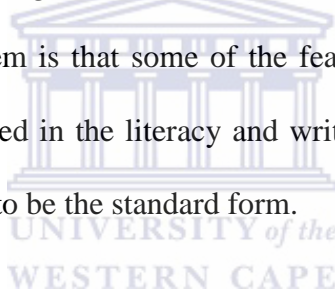 em is that some of the fea
ed in the literacy and writ
to be the standard form.
UNIVERSITY of the
WESTERN CAPE